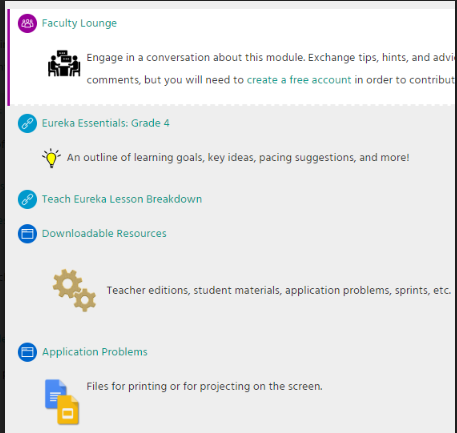 Faculty Lounge
Engage in a conversation about this module. Exchange tips, hints, and
comments, but you will need to create a free account in order to
Eureka Essentials: Grade 4
An outline of learning goals, key ideas, pacing suggestions, and more!
Teach Eureka Lesson Breakdown
Downloadable Resources
Teacher editions, student materials, application problems, sprints, etc.
Application Problems
Files for printing or for projecting on the screen.